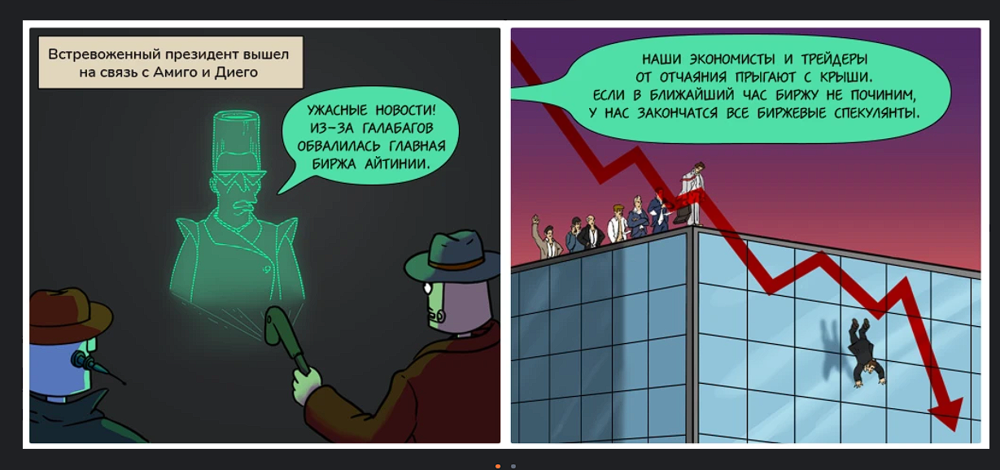 Встревоженный президент вышел
на связь с Амиго и Диего
УЖАСНЫЕ НОВОСТИ!
ИЗ-ЗА ГАЛАБАГОВ
ОБВАЛИЛАСЬ ГЛАВНАЯ
БИРЖА АЙТИНИИ.
НАШИ ЭКОНОМИСТЫ И ТРЕЙДЕРЫ
ОТ ОТЧАЯНИЯ ПРЫГАЮТ С КРЫШИ.
ЕСЛИ В БЛИЖАЙШИЙ ЧАС БИРЖУ НЕ ПОЧИНИМ,
У НАС ЗАКОНЧАТСЯ ВСЕ БИРЖЕВЫЕ СПЕКУЛЯНТЫ.